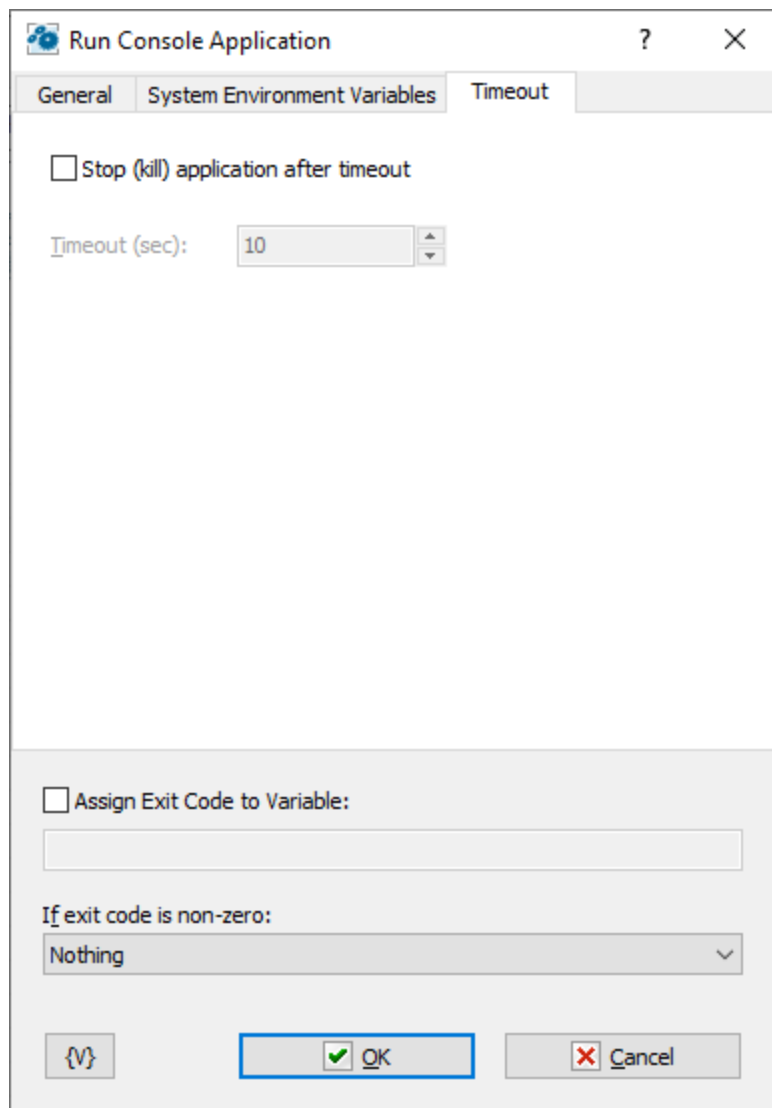 Run Console Application ?
General System Environment Variables Timeout
Stop (kill) application after timeout
Timeout (sec): 10
Assign Exit Code to Variable:
If exit code is non-zero:
Nothing
{V} OK Cancel